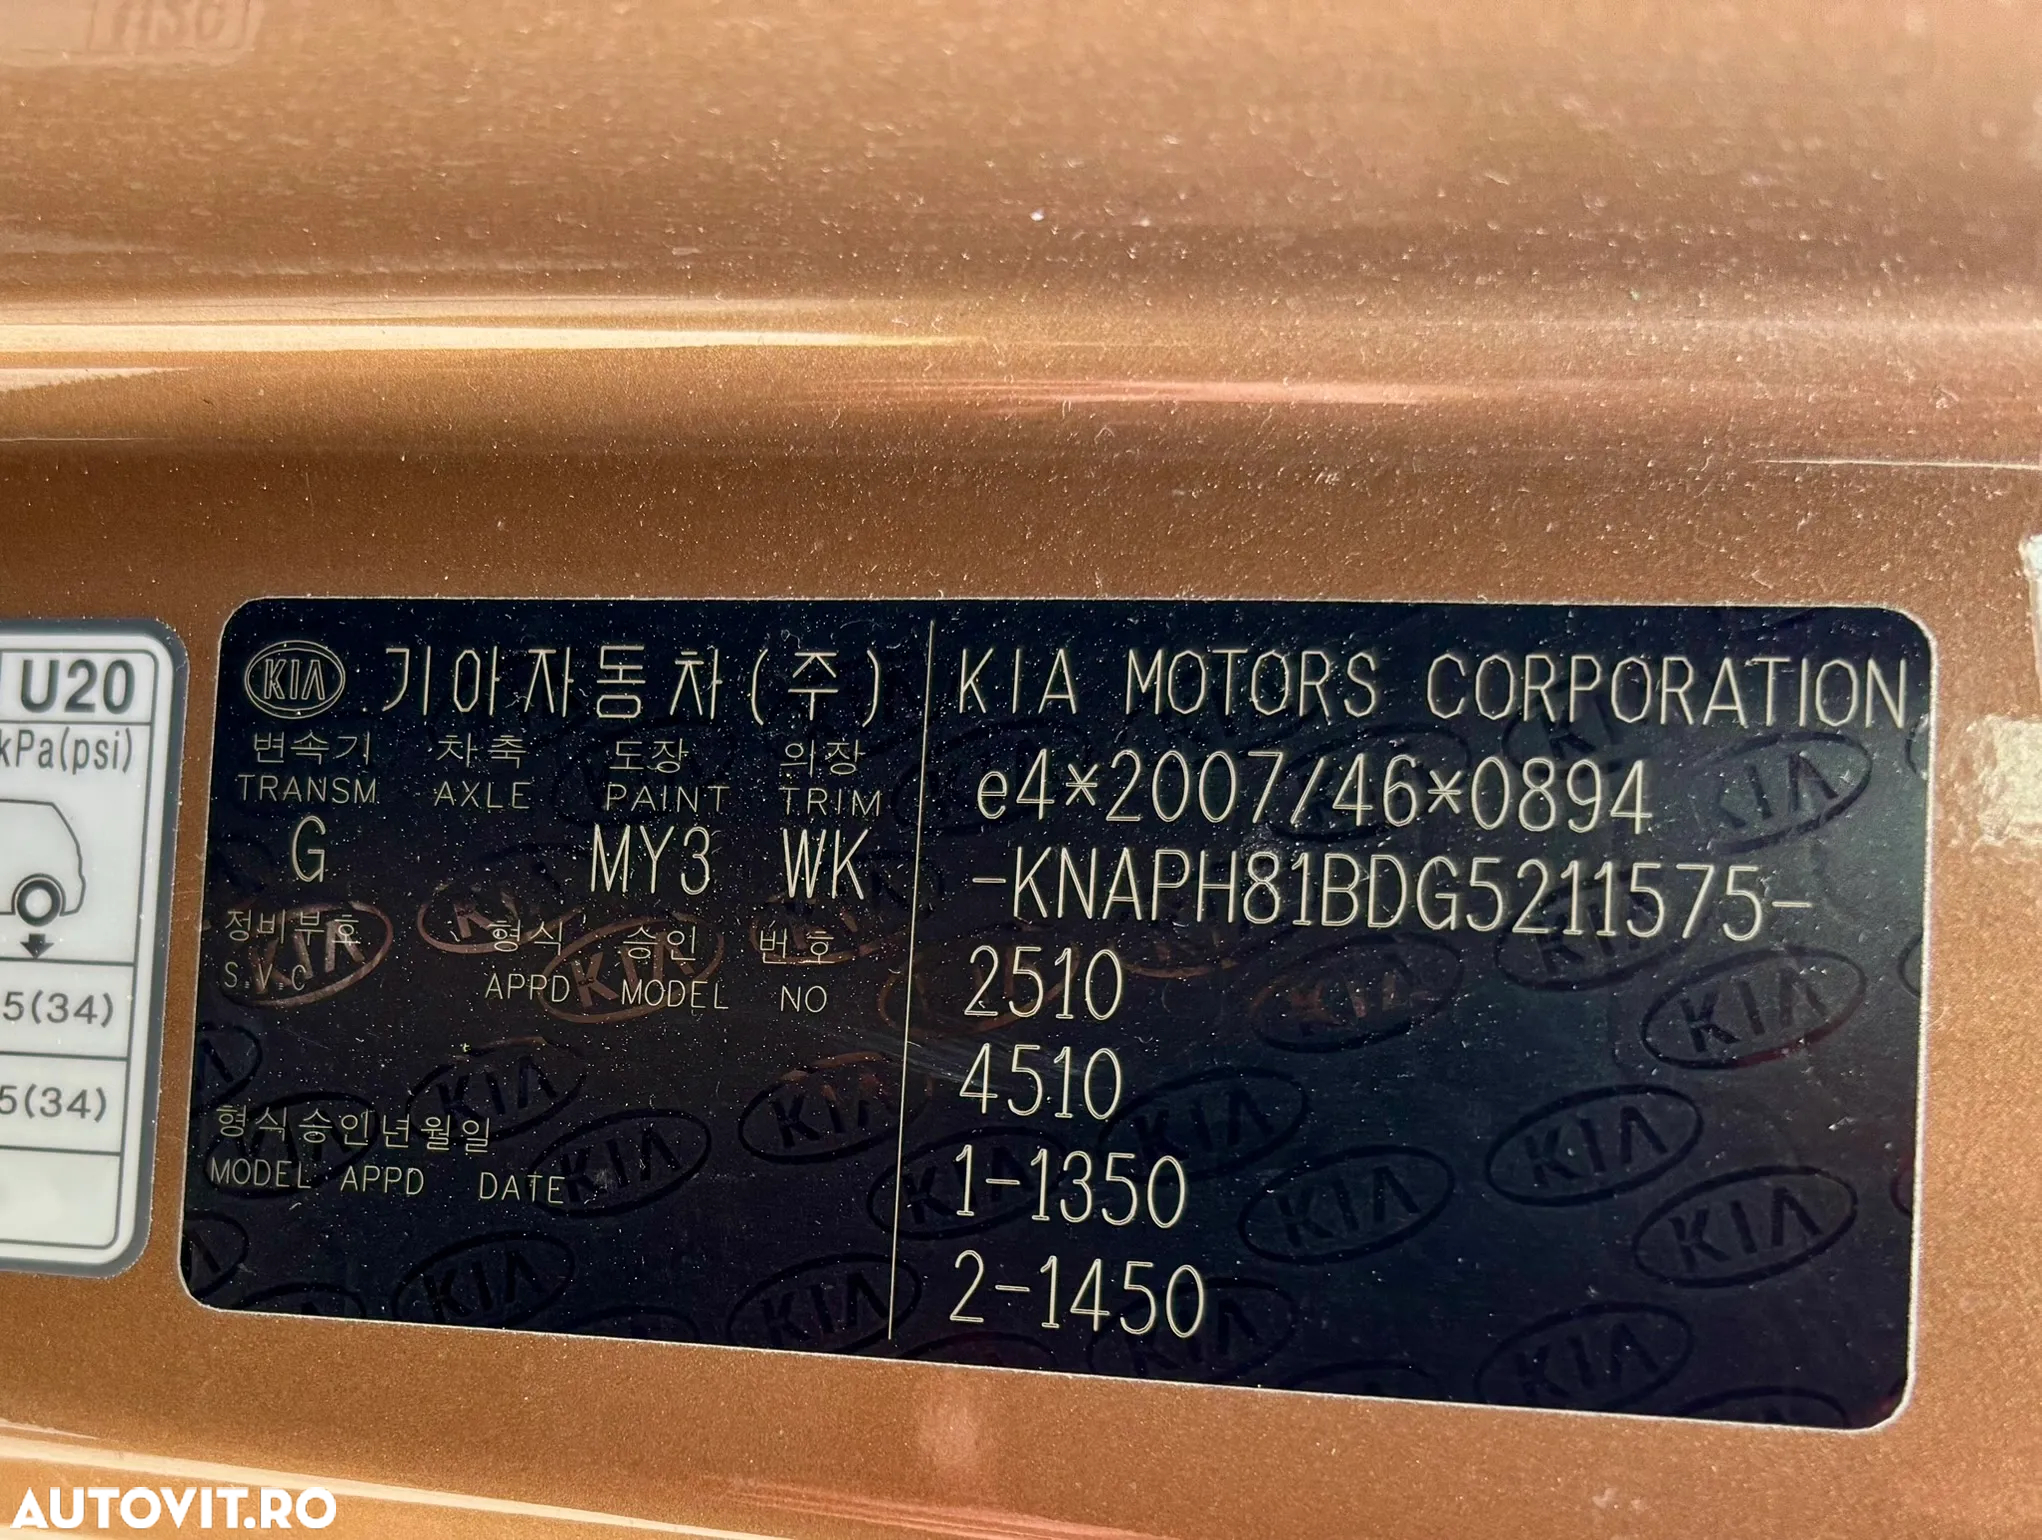 U20
kPa(psi)
5(34)
5(34)
KIA 기아자동차(주)
변속기 차축 도장 의장
TRANSM AXLE PAINT TRIM
G MY3 WK
정비부호 형식 승인 번호
S.V.C APPD MODEL NO
형식승인년월일
MODEL APPD DATE
KIA MOTORS CORPORATION
e4*2007/46*0894
-KNAPH81BDG5211575-
2510
4510
1-1350
2-1450
AUTOVIT.RO